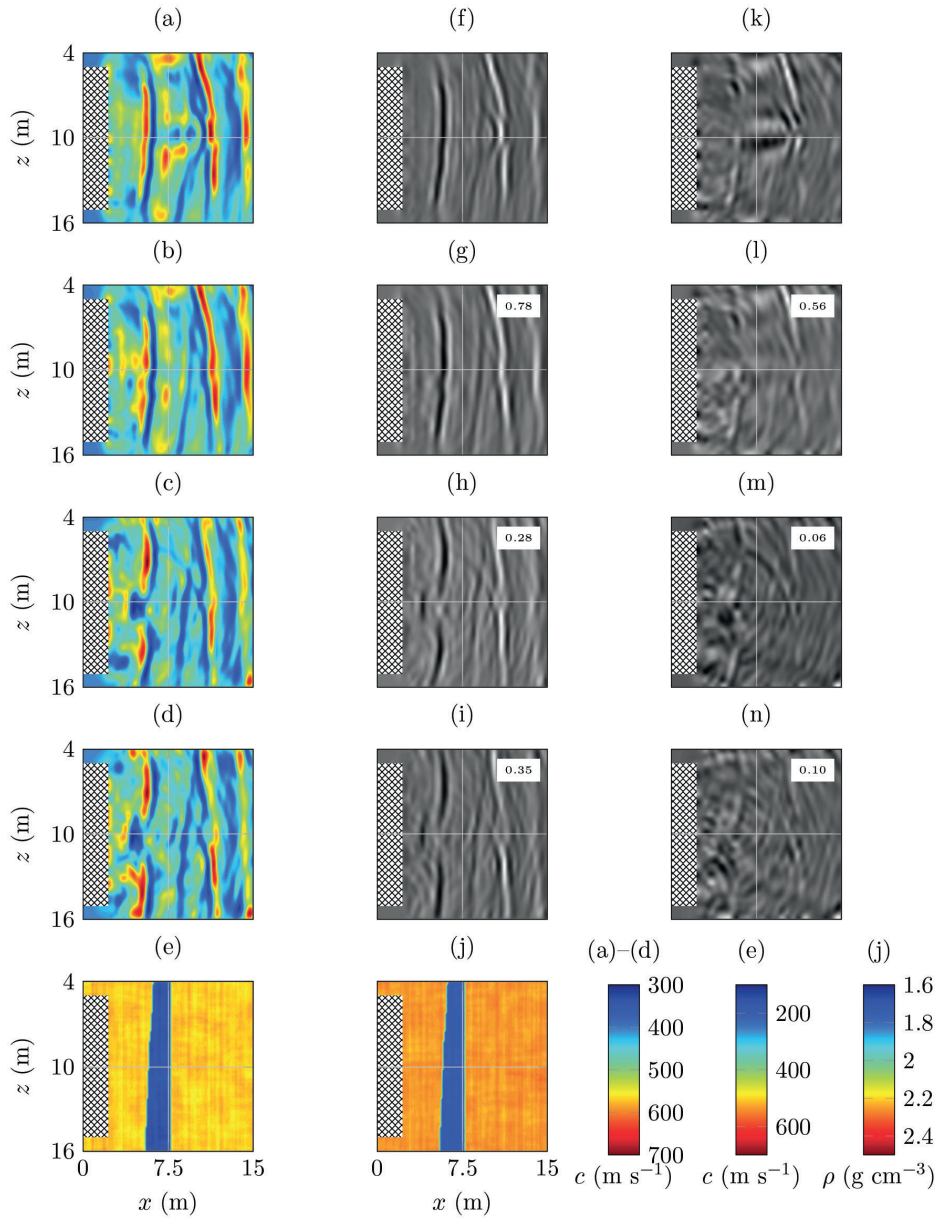 (a) (f) (k)
4
z (m) 10
16
(b) (g) (l)
4 0.78 0.56
z (m) 10
16
(c) (h) (m)
4 0.28 0.06
z (m) 10
16
(d) (i) (n)
4 0.35 0.10
z (m) 10
16
(e) (j) (a)–(d) (e) (j)
4 300 1.6
200
400 1.8
z (m) 10 500 400 2
600 2.2
600
2.4
16 700
0 7.5 15 0 7.5 15 c (m s⁻¹) c (m s⁻¹) ρ (g cm⁻³)
x (m) x (m)